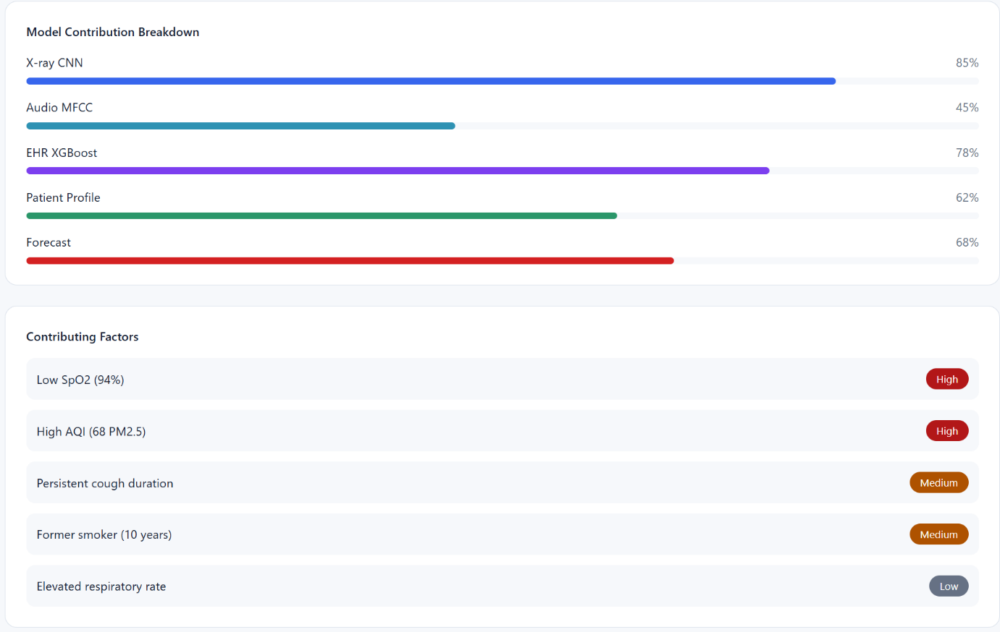 Model Contribution Breakdown
X-ray CNN 85%
Audio MFCC 45%
EHR XGBoost 78%
Patient Profile 62%
Forecast 68%
Contributing Factors
Low SpO2 (94%) High
High AQI (68 PM2.5) High
Persistent cough duration Medium
Former smoker (10 years) Medium
Elevated respiratory rate Low